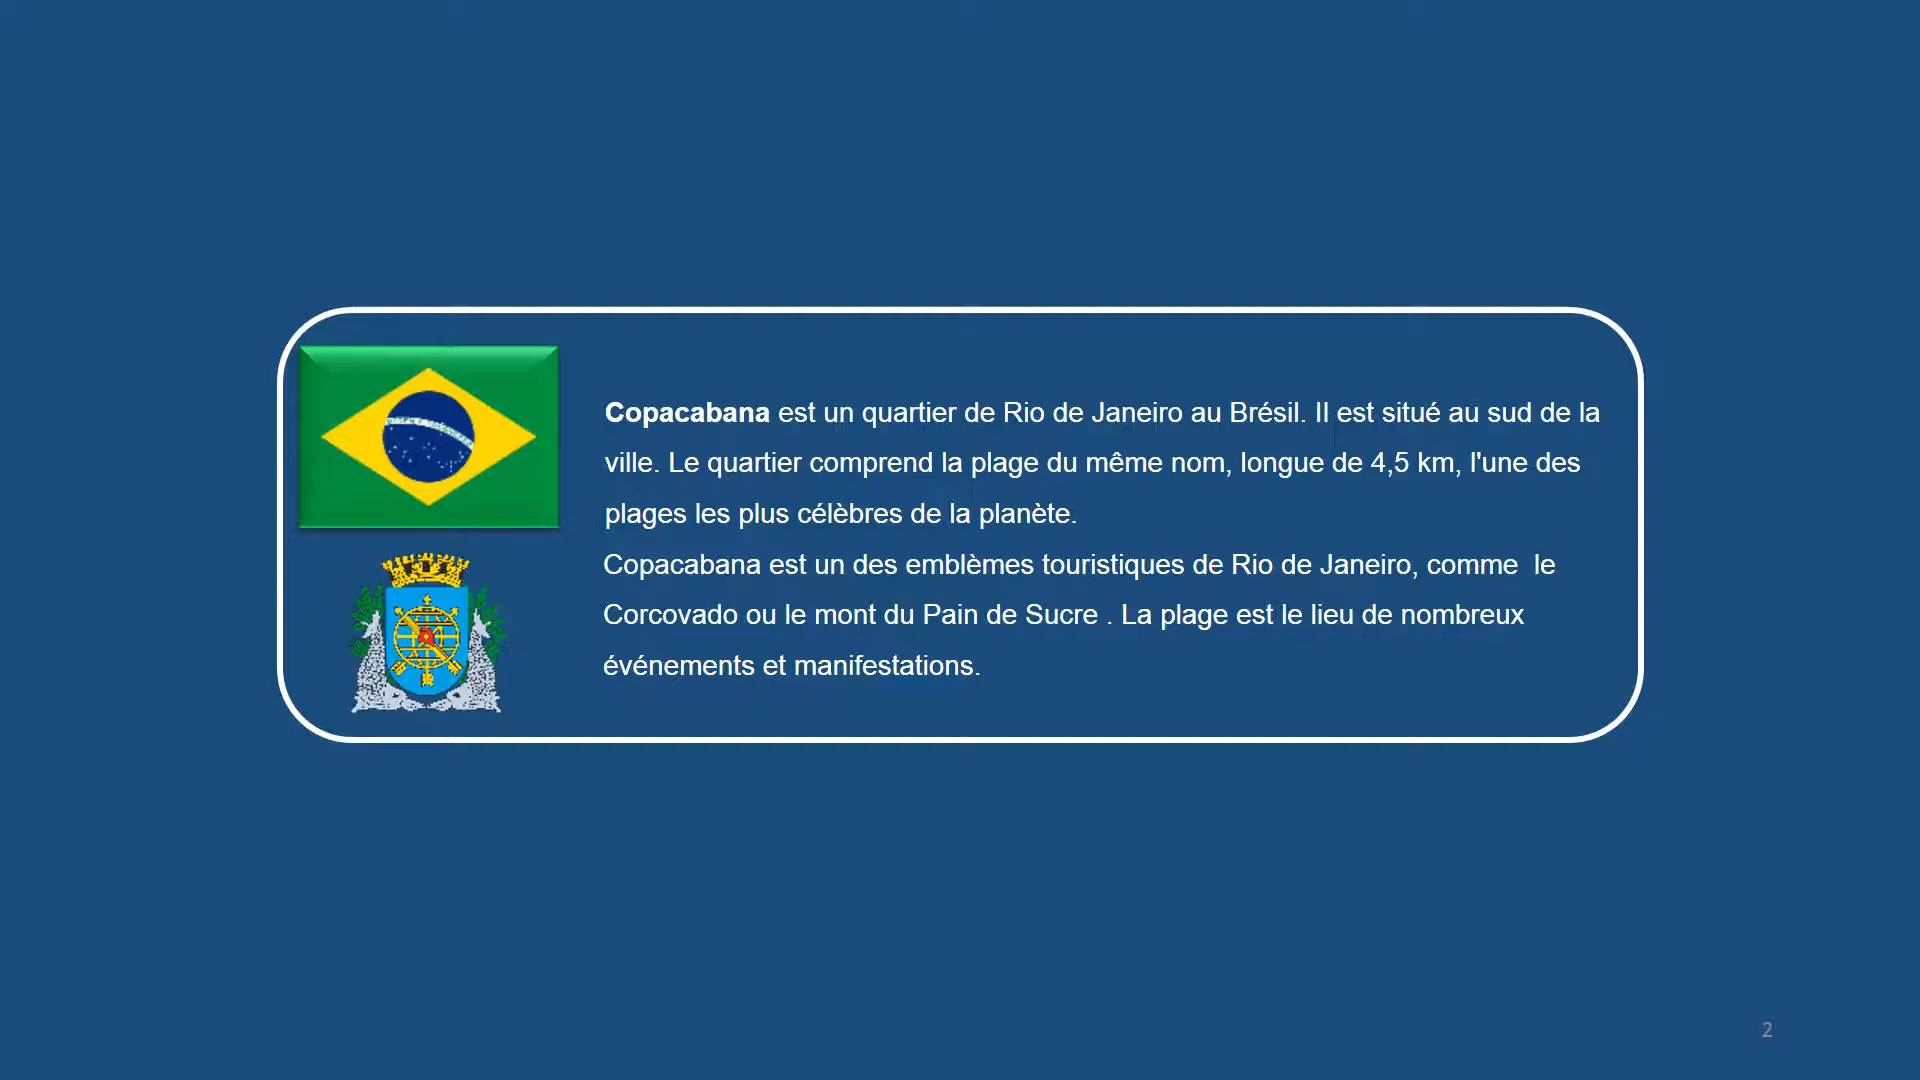 Copacabana est un quartier de Rio de Janeiro au Brésil. Il est situé au sud de la
ville. Le quartier comprend la plage du même nom, longue de 4,5 km, l'une des
plages les plus célèbres de la planète.
Copacabana est un des emblèmes touristiques de Rio de Janeiro, comme  le
Corcovado ou le mont du Pain de Sucre . La plage est le lieu de nombreux
événements et manifestations.
2